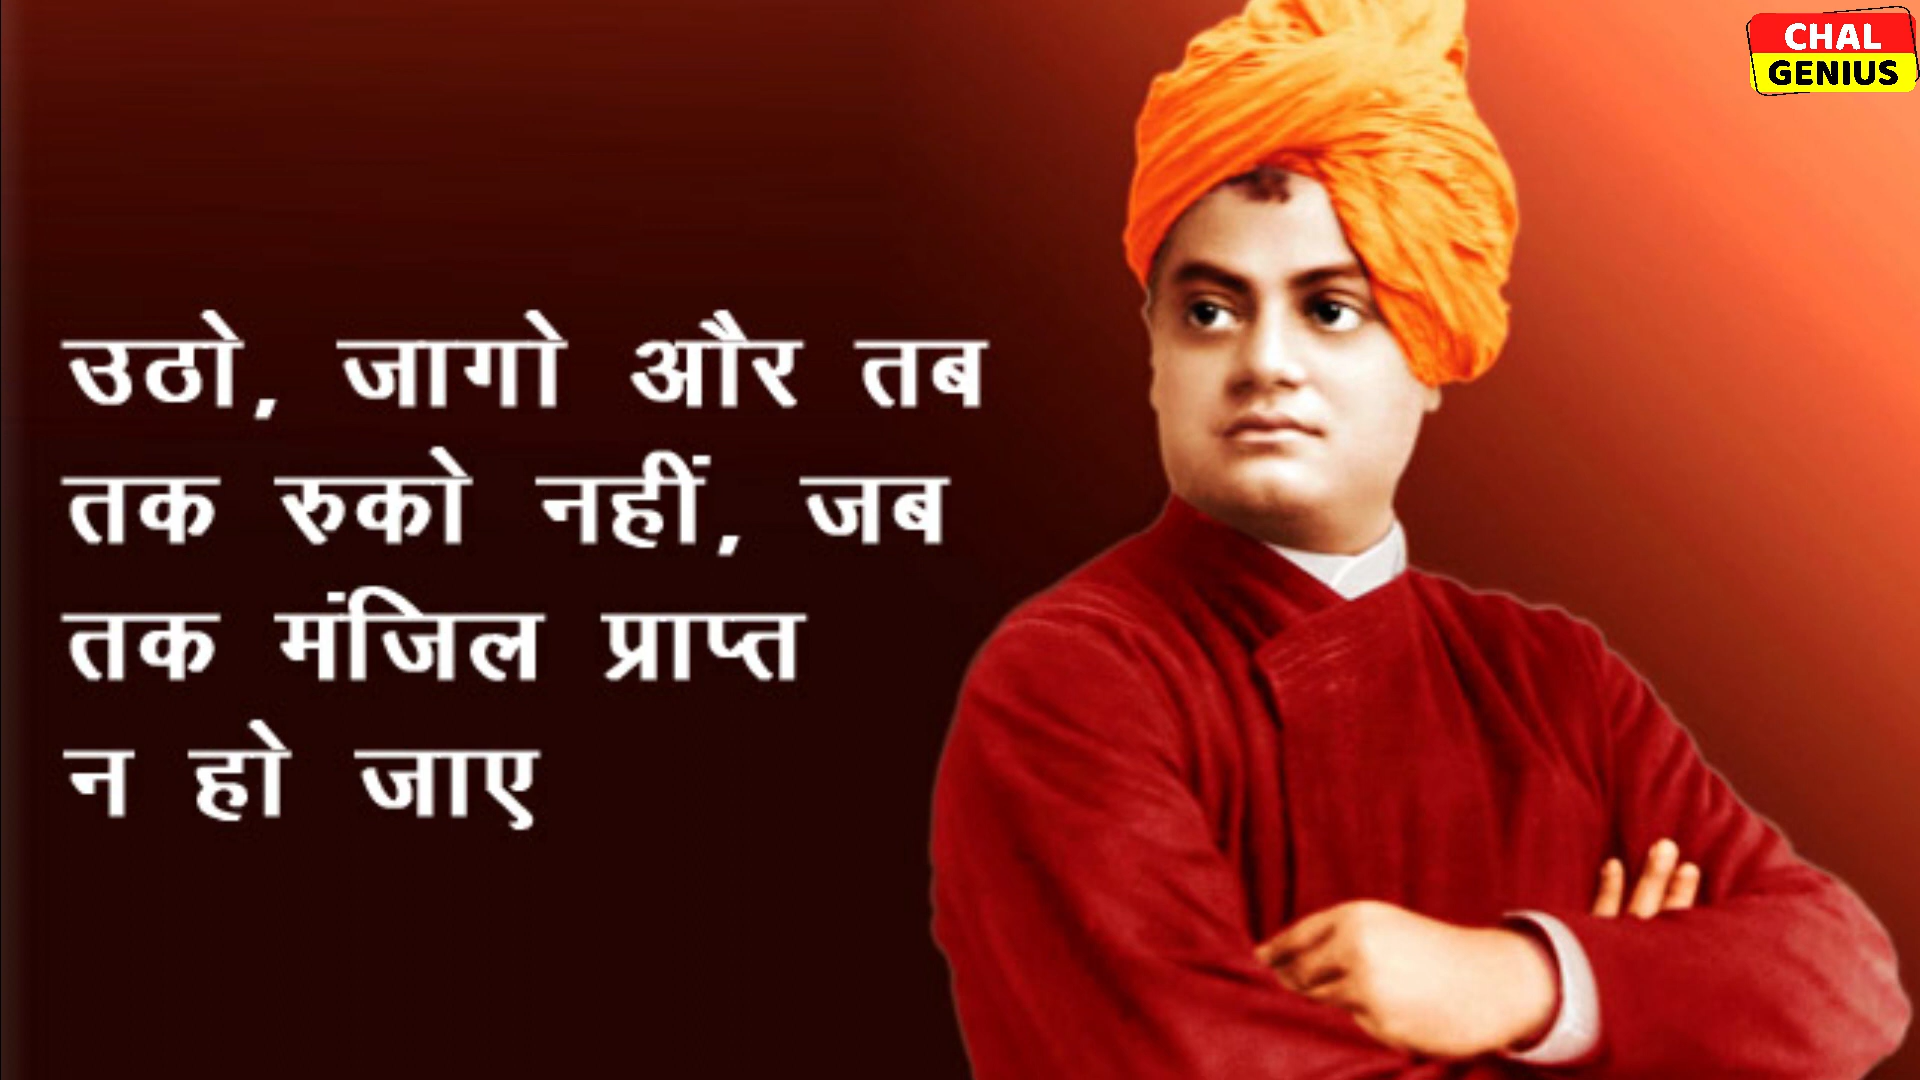 CHAL
GENIUS
उठो, जागो और तब
तक रुको नहीं, जब
तक मंजिल प्राप्त
न हो जाए